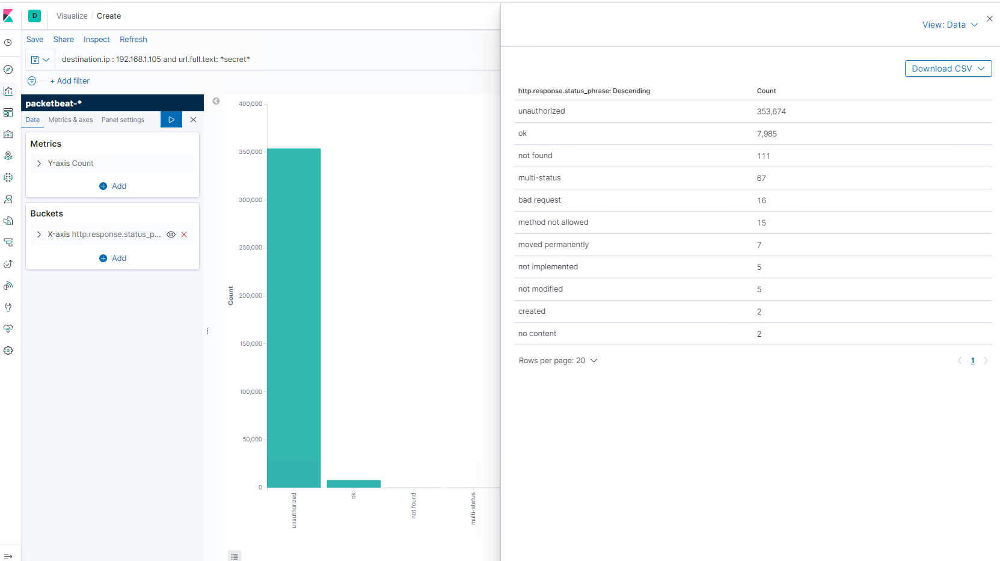 D Visualize / Create
Save Share Inspect Refresh
destination.ip : 192.168.1.105 and url.full.text: *secret*
+ Add filter
packetbeat-*
Data Metrics & axes Panel settings
Metrics
Y-axis Count
Add
Buckets
X-axis http.response.status_p...
Add
Count
400,000
350,000
300,000
250,000
200,000
150,000
100,000
50,000
0
unauthorized
ok
not found
multi-status
View: Data
Download CSV
http.response.status_phrase: Descending Count
unauthorized 353,674
ok 7,985
not found 111
multi-status 67
bad request 16
method not allowed 15
moved permanently 7
not implemented 5
not modified 5
created 2
no content 2
Rows per page: 20 1